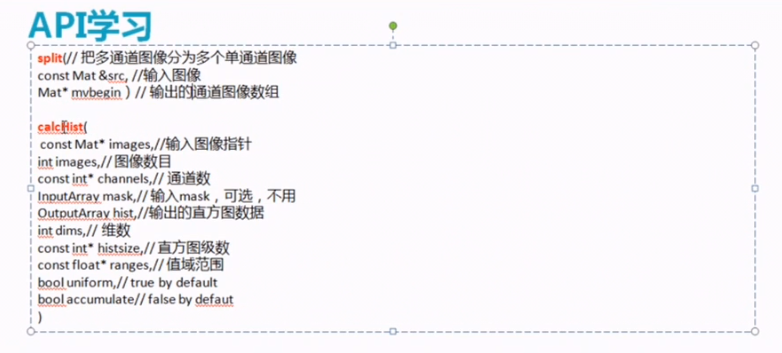 API学习
split(// 把多通道图像分为多个单通道图像
const Mat &src, //输入图像
Mat* mvbegin ) // 输出的通道图像数组
calcHist(
const Mat* images,//输入图像指针
int images,// 图像数目
const int* channels,// 通道数
InputArray mask,// 输入mask，可选，不用
OutputArray hist,//输出的直方图数据
int dims,// 维数
const int* histsize,// 直方图级数
const float* ranges,// 值域范围
bool uniform,// true by default
bool accumulate// false by defaut
)